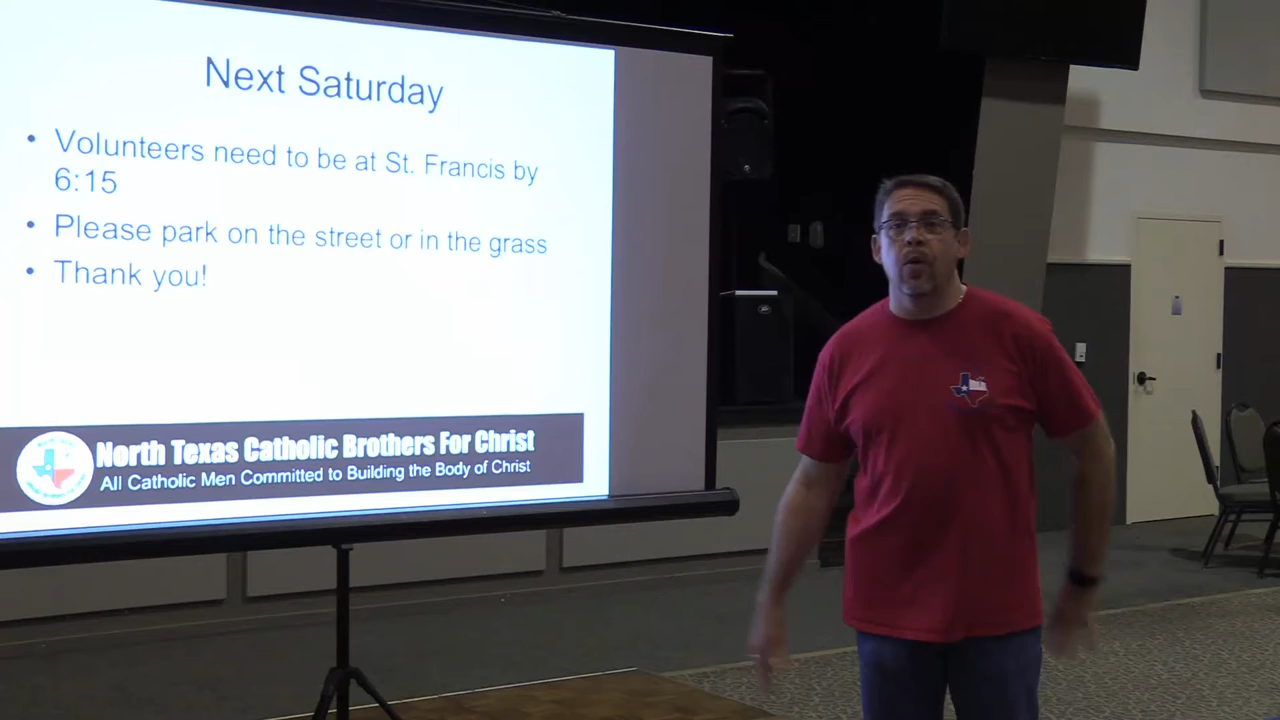 Next Saturday
• Volunteers need to be at St. Francis by
6:15
• Please park on the street or in the grass
• Thank you!
North Texas Catholic Brothers For Christ
All Catholic Men Committed to Building the Body of Christ